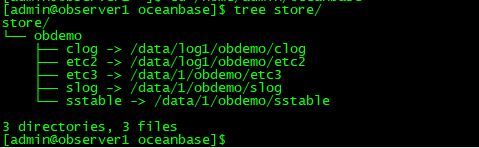 [admin@observer1 oceanbase]$ tree store/
store/
└── obdemo
    ├── clog -> /data/log1/obdemo/clog
    ├── etc2 -> /data/log1/obdemo/etc2
    ├── etc3 -> /data/1/obdemo/etc3
    ├── slog -> /data/1/obdemo/slog
    └── sstable -> /data/1/obdemo/sstable
3 directories, 3 files
[admin@observer1 oceanbase]$